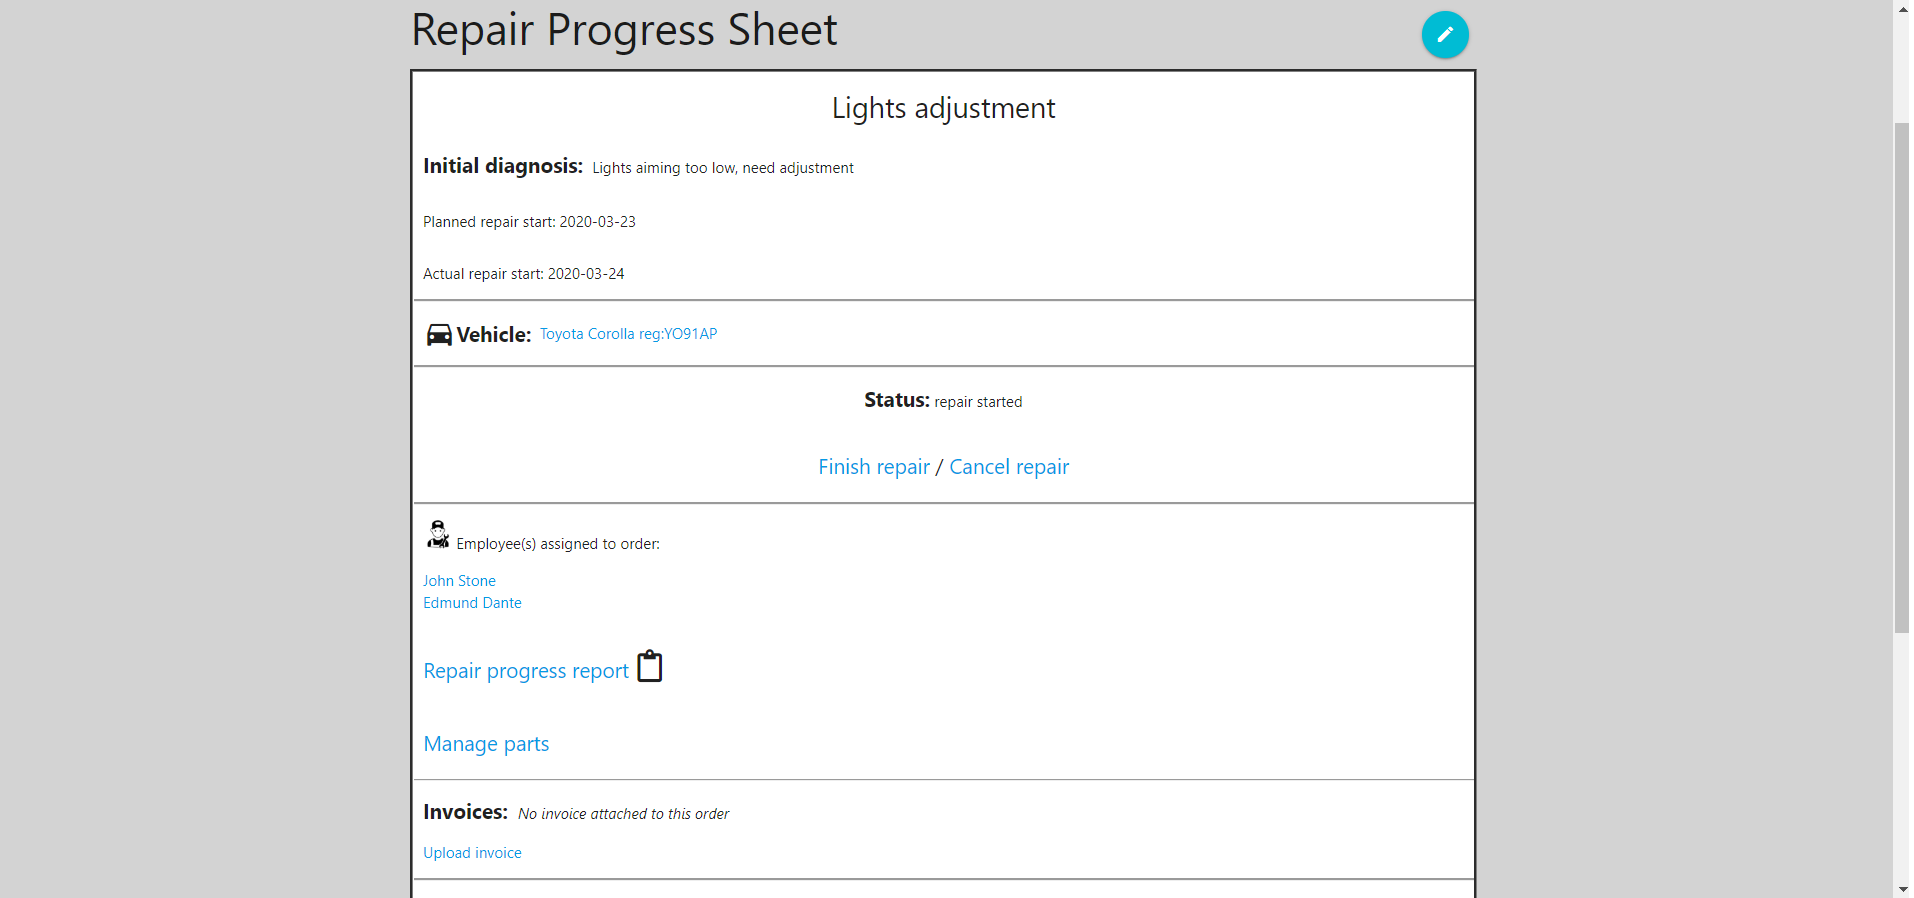 Repair Progress Sheet
Lights adjustment
Initial diagnosis: Lights aiming too low, need adjustment
Planned repair start: 2020-03-23
Actual repair start: 2020-03-24
Vehicle: Toyota Corolla reg:YO91AP
Status: repair started
Finish repair / Cancel repair
Employee(s) assigned to order:
John Stone
Edmund Dante
Repair progress report
Manage parts
Invoices: No invoice attached to this order
Upload invoice